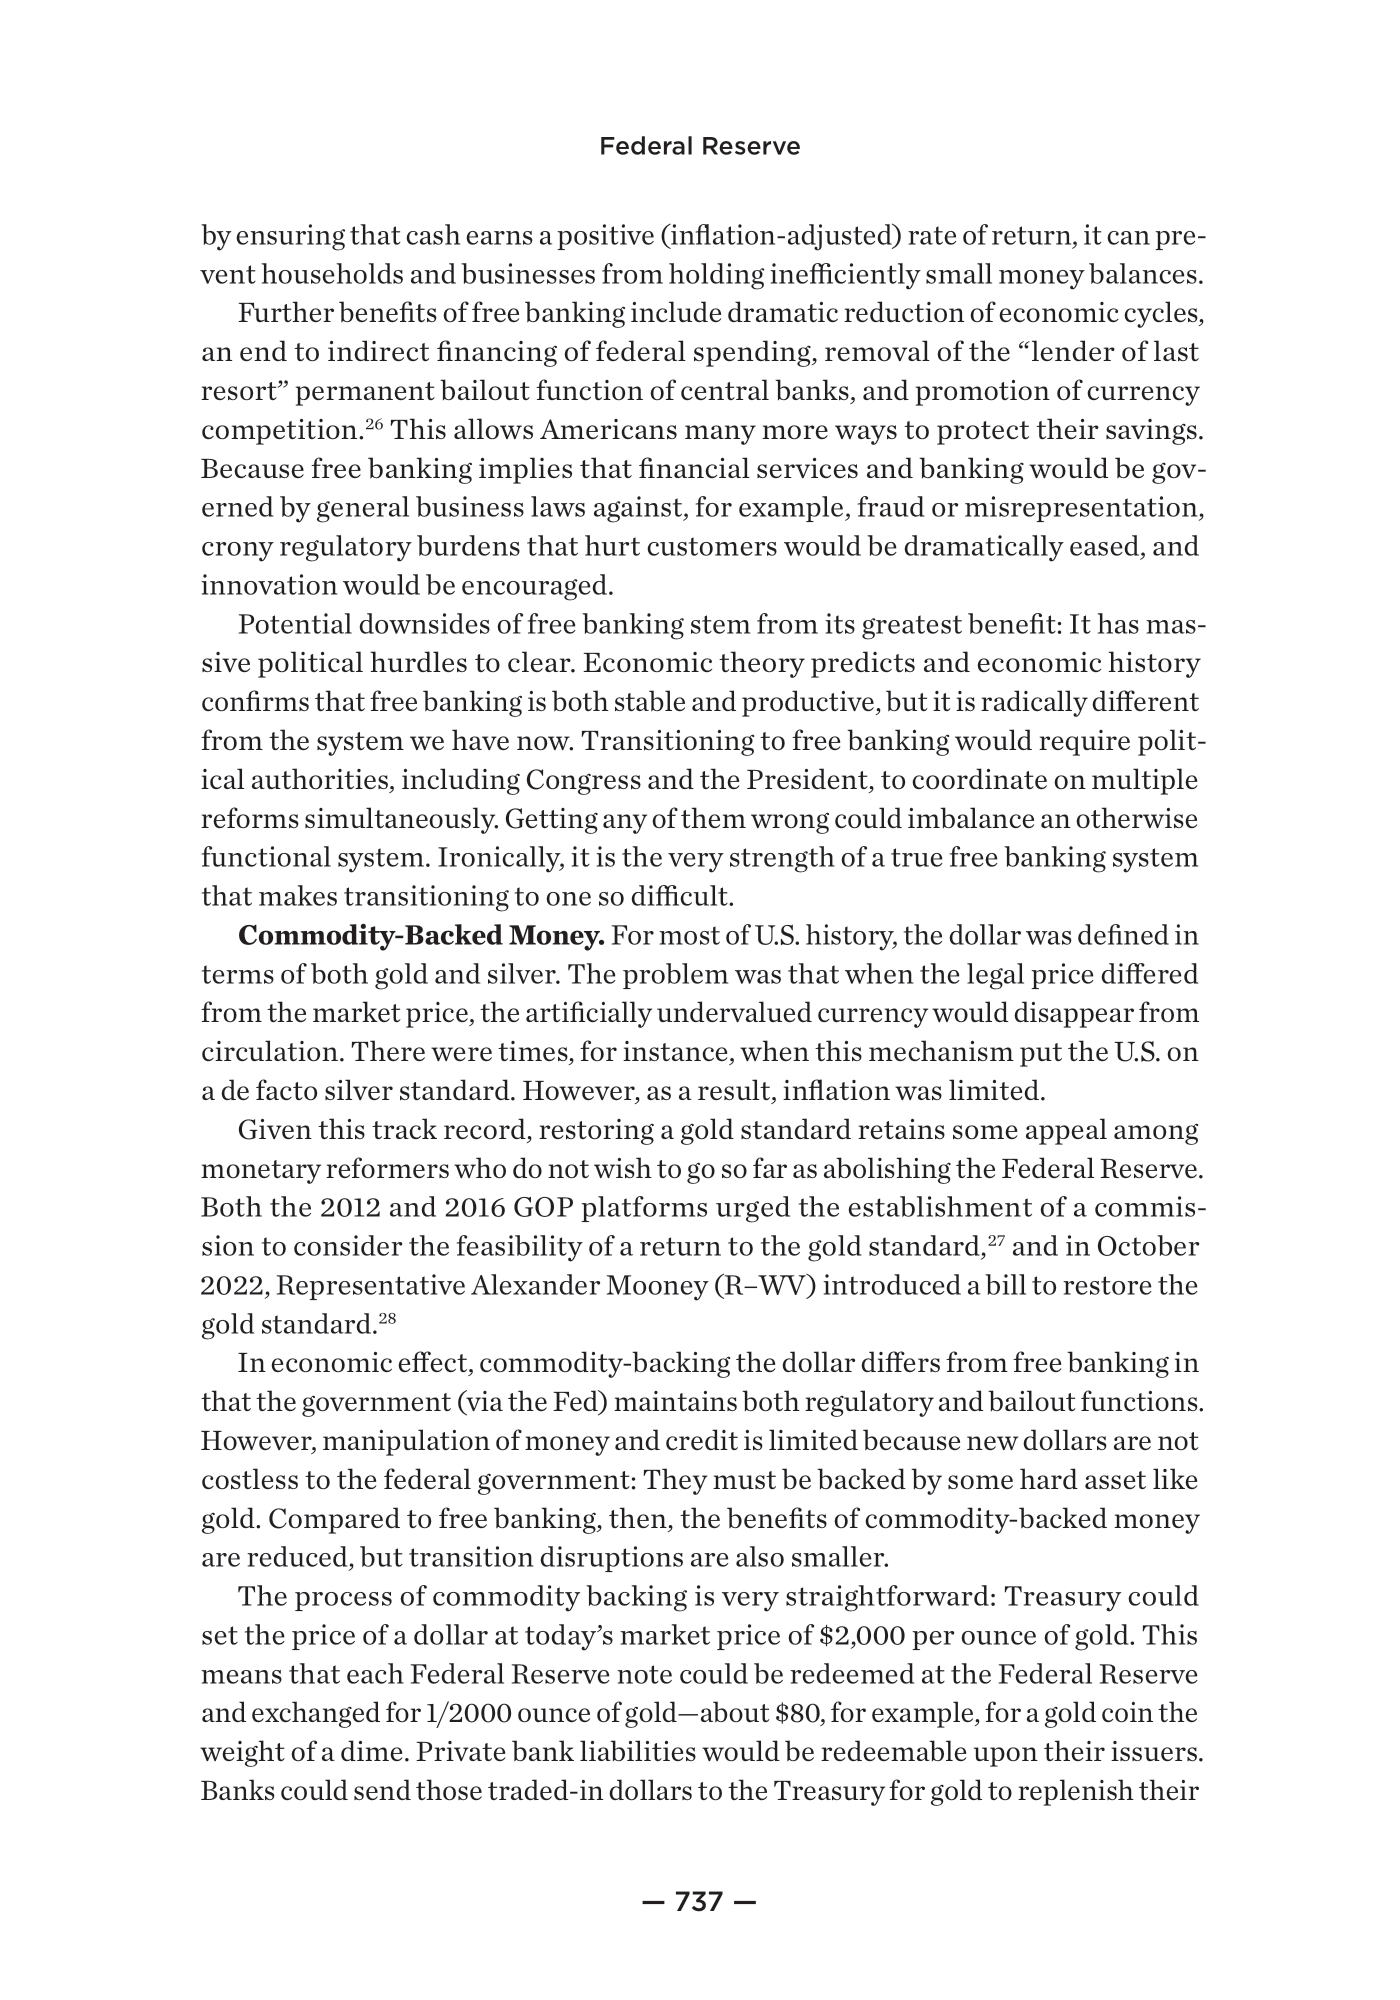 Federal Reserve
by ensuring that cash earns a positive (inflation-adjusted) rate of return, it can pre-
vent households and businesses from holding inefficiently small money balances.
Further benefits of free banking include dramatic reduction of economic cycles,
an end to indirect financing of federal spending, removal of the “lender of last
resort” permanent bailout function of central banks, and promotion of currency
competition.26 This allows Americans many more ways to protect their savings.
Because free banking implies that financial services and banking would be gov-
erned by general business laws against, for example, fraud or misrepresentation,
crony regulatory burdens that hurt customers would be dramatically eased, and
innovation would be encouraged.
Potential downsides of free banking stem from its greatest benefit: It has mas-
sive political hurdles to clear. Economic theory predicts and economic history
confirms that free banking is both stable and productive, but it is radically different
from the system we have now. Transitioning to free banking would require polit-
ical authorities, including Congress and the President, to coordinate on multiple
reforms simultaneously. Getting any of them wrong could imbalance an otherwise
functional system. Ironically, it is the very strength of a true free banking system
that makes transitioning to one so difficult.
Commodity-Backed Money. For most of U.S. history, the dollar was defined in
terms of both gold and silver. The problem was that when the legal price differed
from the market price, the artificially undervalued currency would disappear from
circulation. There were times, for instance, when this mechanism put the U.S. on
a de facto silver standard. However, as a result, inflation was limited.
Given this track record, restoring a gold standard retains some appeal among
monetary reformers who do not wish to go so far as abolishing the Federal Reserve.
Both the 2012 and 2016 GOP platforms urged the establishment of a commis-
sion to consider the feasibility of a return to the gold standard,27 and in October
2022, Representative Alexander Mooney (R–WV) introduced a bill to restore the
gold standard.28
In economic effect, commodity-backing the dollar differs from free banking in
that the government (via the Fed) maintains both regulatory and bailout functions.
However, manipulation of money and credit is limited because new dollars are not
costless to the federal government: They must be backed by some hard asset like
gold. Compared to free banking, then, the benefits of commodity-backed money
are reduced, but transition disruptions are also smaller.
The process of commodity backing is very straightforward: Treasury could
set the price of a dollar at today’s market price of $2,000 per ounce of gold. This
means that each Federal Reserve note could be redeemed at the Federal Reserve
and exchanged for 1/2000 ounce of gold—about $80, for example, for a gold coin the
weight of a dime. Private bank liabilities would be redeemable upon their issuers.
Banks could send those traded-in dollars to the Treasury for gold to replenish their
— 737 —